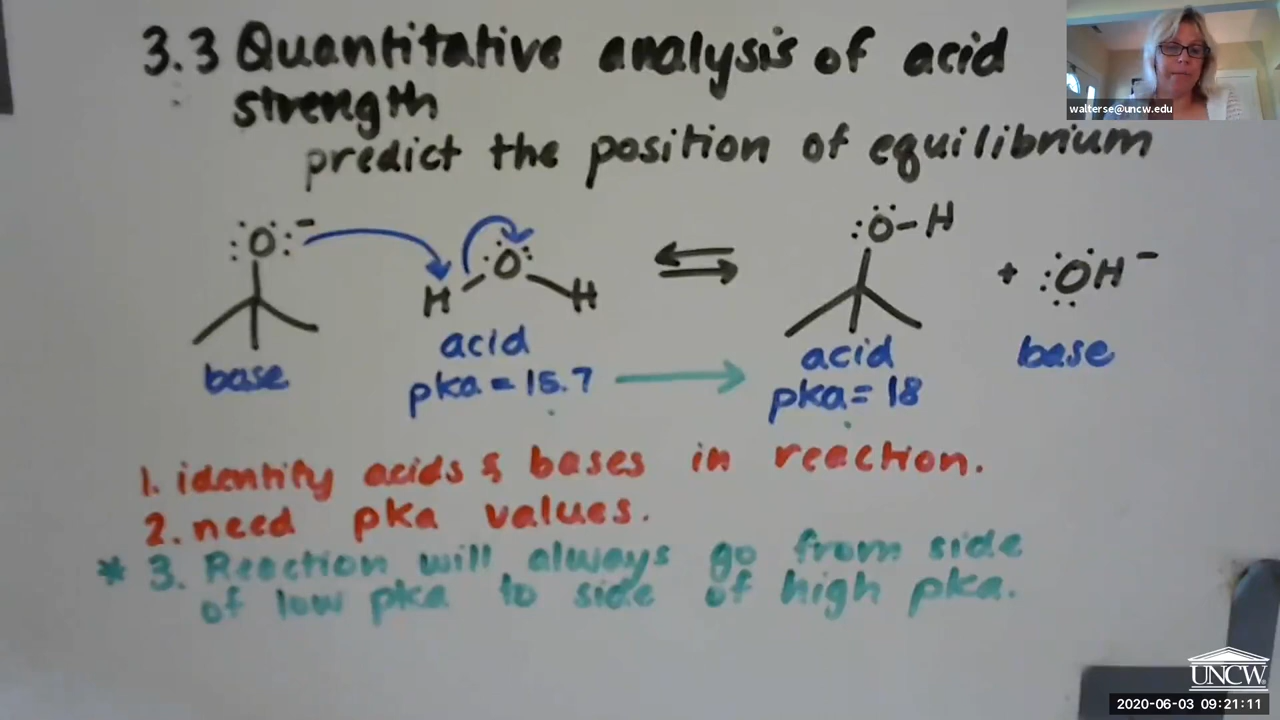 3.3 Quantitative analysis of acid
strength
predict the position of equilibrium
walterse@uncw.edu
:Ö:⁻ H Ö: H ⇌ :Ö-H + :ÖH⁻
base acid acid base
pka = 15.7 → pka = 18
1. identify acids & bases in reaction.
2. need pka values.
* 3. Reaction will always go from side
of low pka to side of high pka.
UNCW
2020-06-03 09:21:11